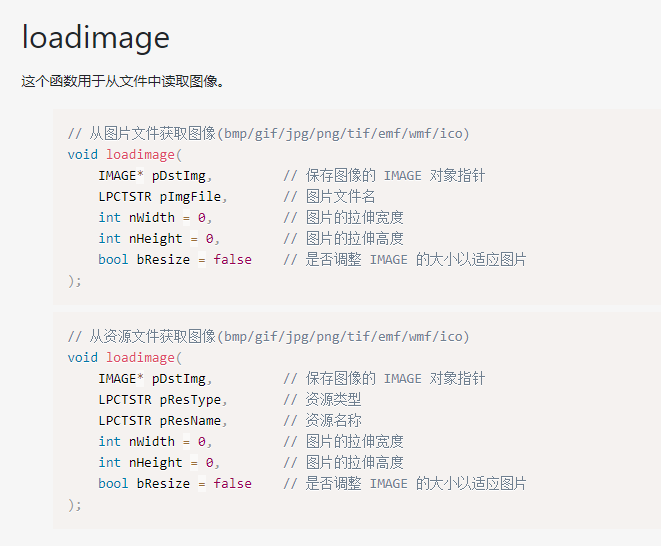 loadimage
这个函数用于从文件中读取图像。
// 从图片文件获取图像(bmp/gif/jpg/png/tif/emf/wmf/ico)
void loadimage(
    IMAGE* pDstImg,         // 保存图像的 IMAGE 对象指针
    LPCTSTR pImgFile,       // 图片文件名
    int nWidth = 0,         // 图片的拉伸宽度
    int nHeight = 0,        // 图片的拉伸高度
    bool bResize = false    // 是否调整 IMAGE 的大小以适应图片
);
// 从资源文件获取图像(bmp/gif/jpg/png/tif/emf/wmf/ico)
void loadimage(
    IMAGE* pDstImg,         // 保存图像的 IMAGE 对象指针
    LPCTSTR pResType,       // 资源类型
    LPCTSTR pResName,       // 资源名称
    int nWidth = 0,         // 图片的拉伸宽度
    int nHeight = 0,        // 图片的拉伸高度
    bool bResize = false    // 是否调整 IMAGE 的大小以适应图片
);